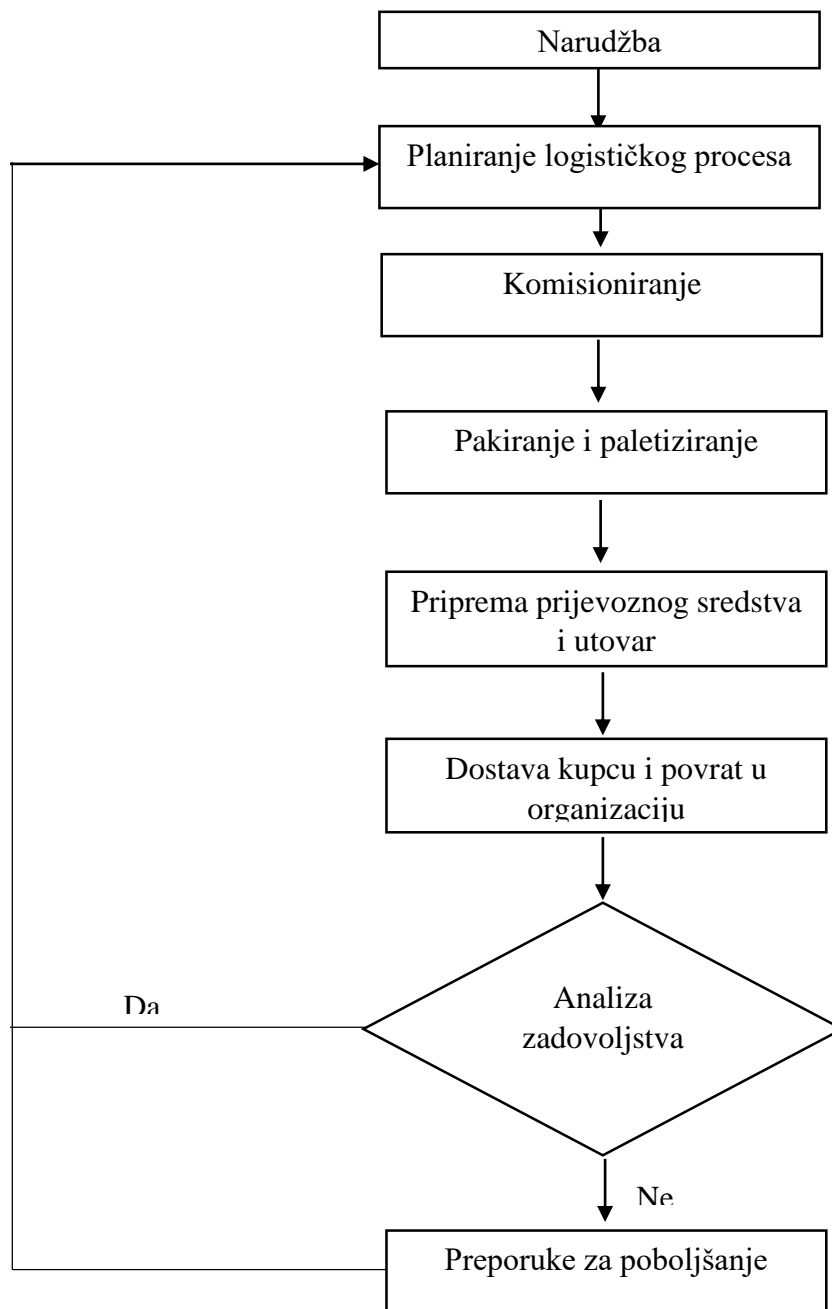 Narudžba
Planiranje logističkog procesa
Komisioniranje
Pakiranje i paletiziranje
Priprema prijevoznog sredstva
i utovar
Dostava kupcu i povrat u
organizaciju
Analiza
zadovoljstva
Da
Ne
Preporuke za poboljšanje